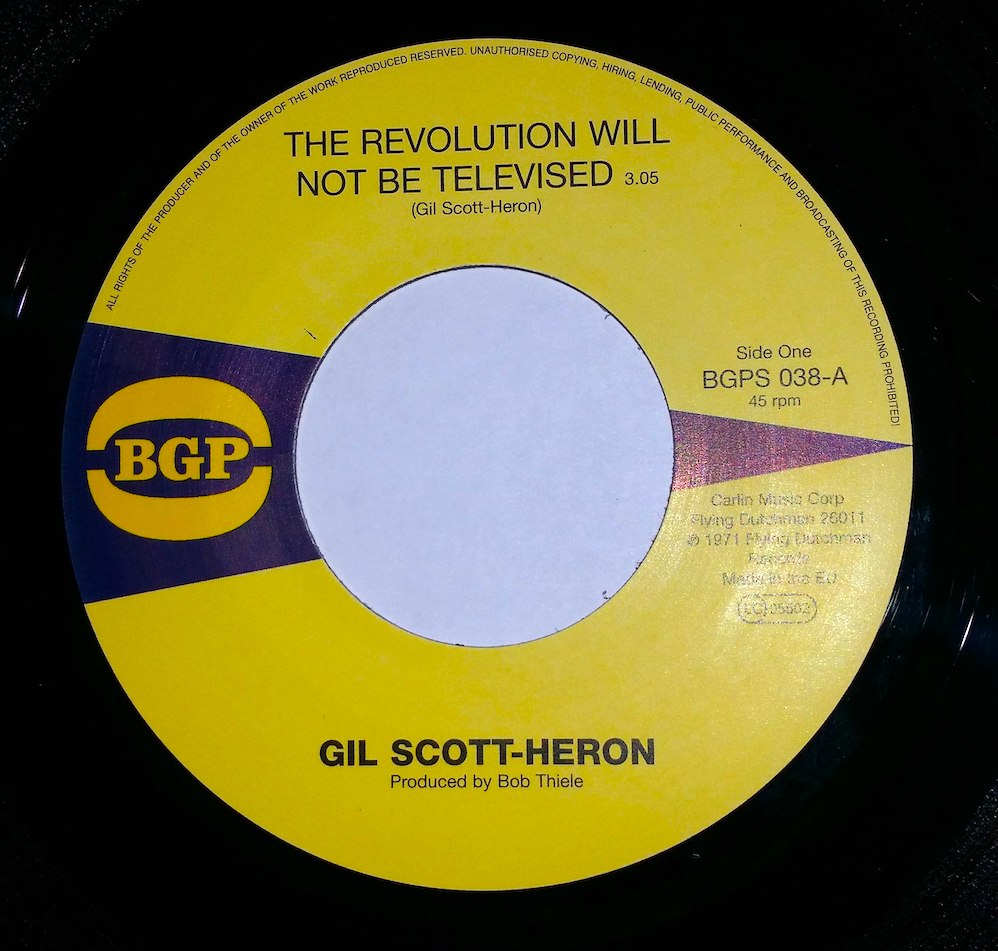 ALL RIGHTS OF THE PRODUCER AND OF THE OWNER OF THE WORK REPRODUCED RESERVED. UNAUTHORISED COPYING, HIRING, LENDING, PUBLIC PERFORMANCE AND BROADCASTING OF THIS RECORDING PROHIBITED!
THE REVOLUTION WILL
NOT BE TELEVISED 3.05
(Gil Scott-Heron)
Side One
BGPS 038-A
45 rpm
BGP
Carlin Music Corp
Flying Dutchman 26011
℗ 1971 Flying Dutchman
Records
Made in the EU
LC
GIL SCOTT-HERON
Produced by Bob Thiele